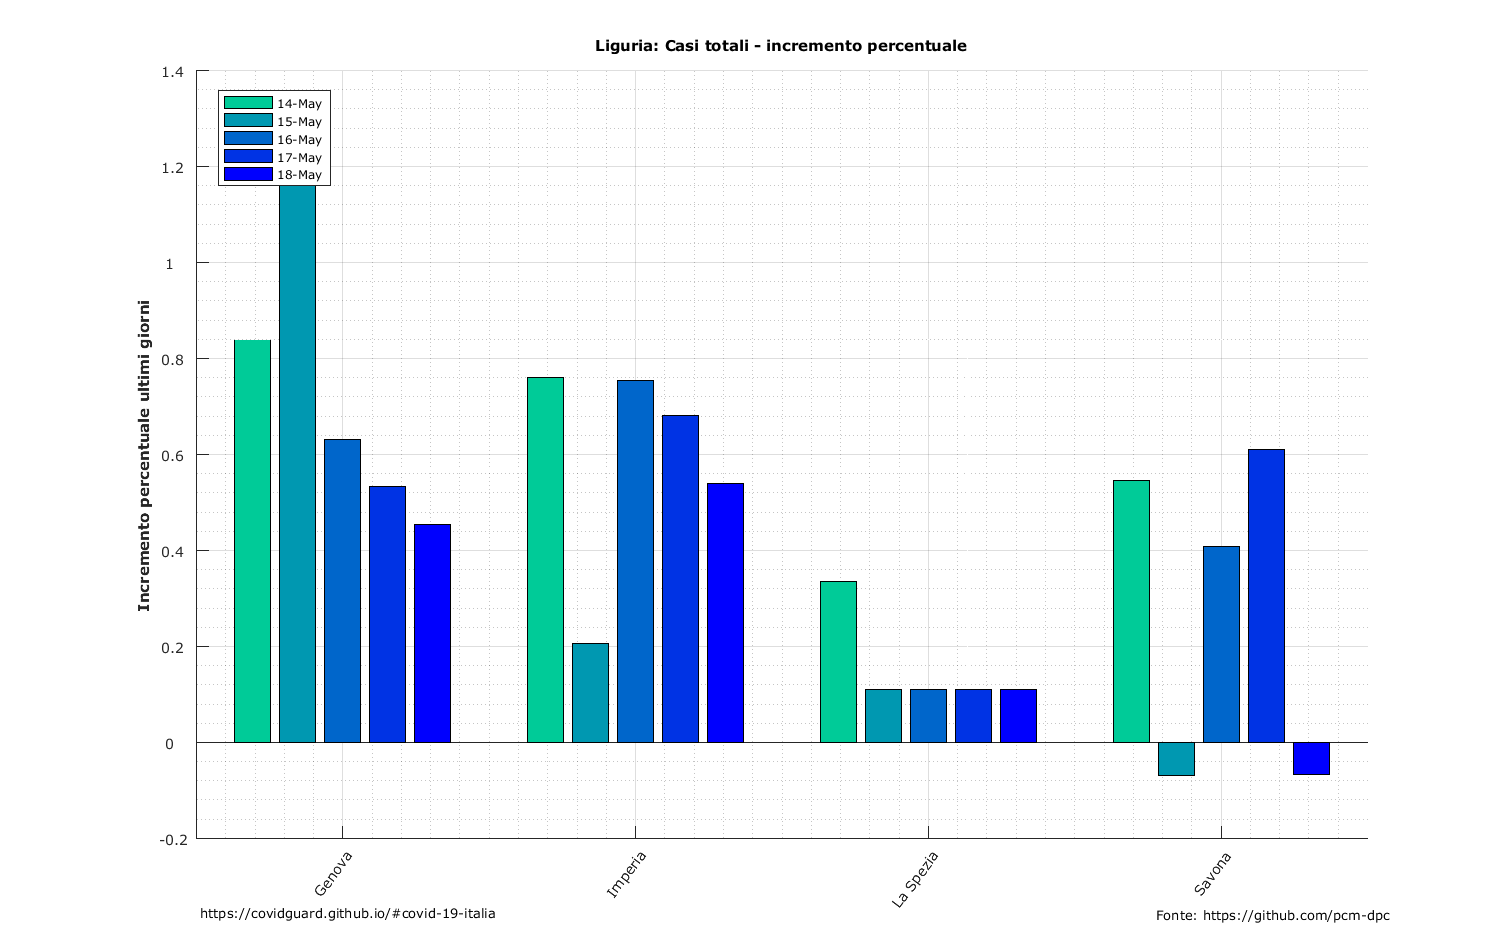 Liguria: Casi totali - incremento percentuale
1.4
1.2
1
0.8
0.6
0.4
0.2
0
-0.2
Incremento percentuale ultimi giorni
14-May
15-May
16-May
17-May
18-May
Genova
Imperia
La Spezia
Savona
https://covidguard.github.io/#covid-19-italia
Fonte: https://github.com/pcm-dpc